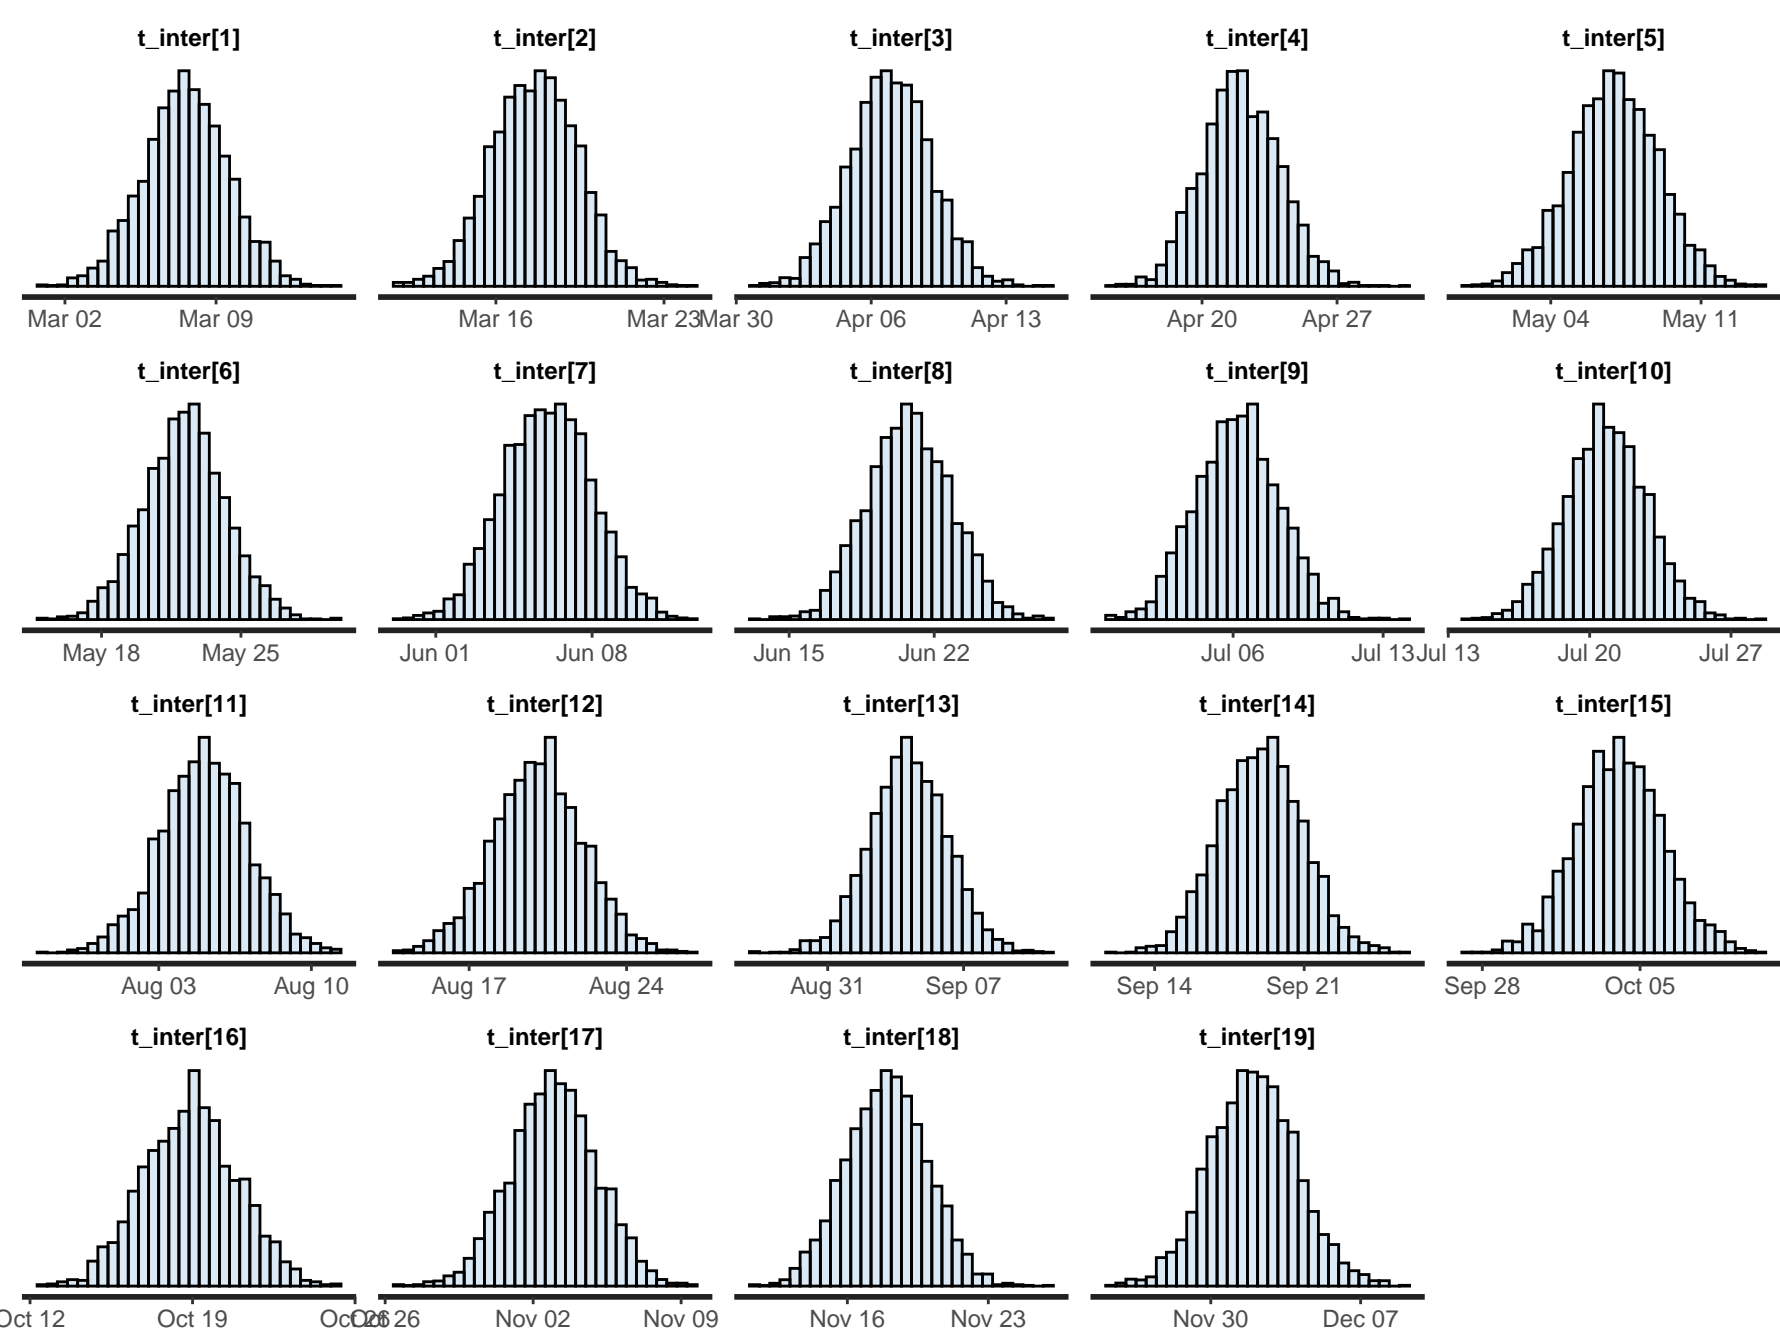 t_inter[1] t_inter[2] t_inter[3] t_inter[4] t_inter[5]
Mar 02 Mar 09 Mar 16 Mar 23 Mar 30 Apr 06 Apr 13 Apr 20 Apr 27 May 04 May 11
t_inter[6] t_inter[7] t_inter[8] t_inter[9] t_inter[10]
May 18 May 25 Jun 01 Jun 08 Jun 15 Jun 22 Jul 06 Jul 13 Jul 13 Jul 20 Jul 27
t_inter[11] t_inter[12] t_inter[13] t_inter[14] t_inter[15]
Aug 03 Aug 10 Aug 17 Aug 24 Aug 31 Sep 07 Sep 14 Sep 21 Sep 28 Oct 05
t_inter[16] t_inter[17] t_inter[18] t_inter[19]
Oct 12 Oct 19 Oct 26 Oct 26 Nov 02 Nov 09 Nov 16 Nov 23 Nov 30 Dec 07